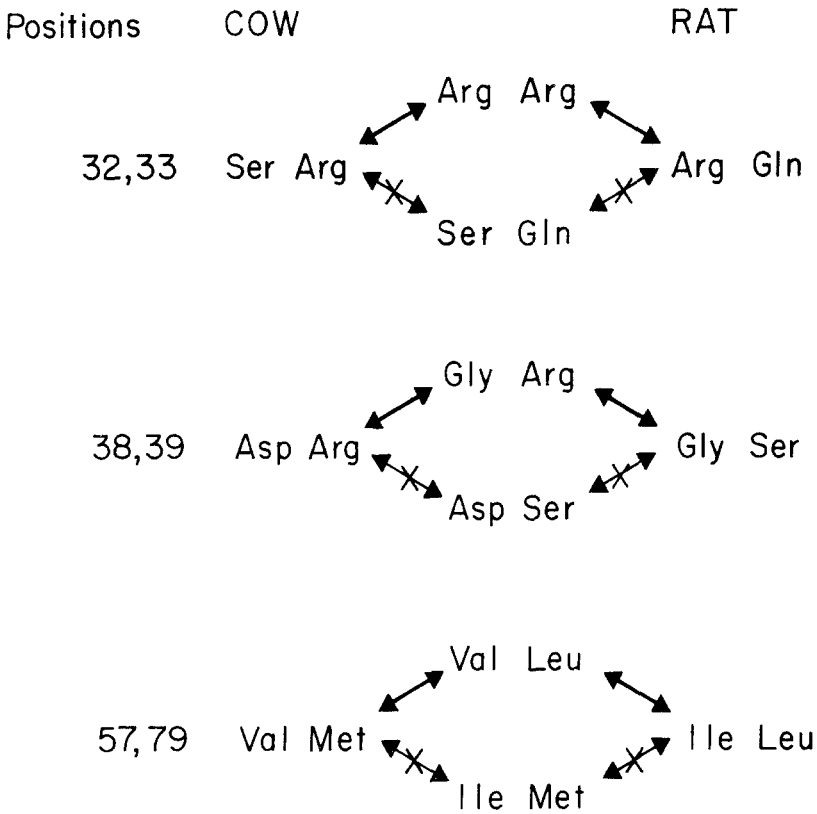 Positions COW RAT
Arg Arg
32,33 Ser Arg Arg Gln
Ser Gln
Gly Arg
38,39 Asp Arg Gly Ser
Asp Ser
Val Leu
57,79 Val Met Ile Leu
Ile Met